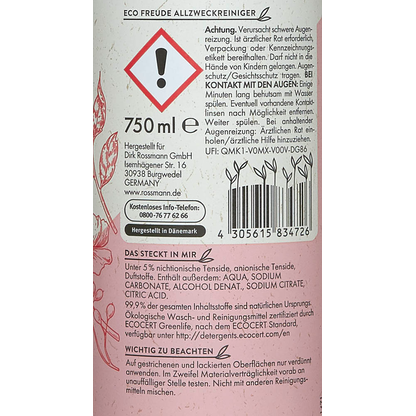 ECO FREUDE ALLZWECKREINIGER
Achtung. Verursacht schwere Augen-
reizung. Ist ärztlicher Rat erforderlich,
Verpackung oder Kennzeichnungs-
etikett bereithalten. Darf nicht in die
Hände von Kindern gelangen. Augen-
schutz/Gesichtsschutz tragen. BEI
KONTAKT MIT DEN AUGEN: Einige
Minuten lang behutsam mit Wasser
spülen. Eventuell vorhandene Kontakt-
linsen nach Möglichkeit entfernen.
Weiter spülen. Bei anhaltender
Augenreizung: Ärztlichen Rat ein-
holen/ärztliche Hilfe hinzuziehen.
UFI: QMK1-V0MX-V00V-DG86
750 ml ℮
Hergestellt für
Dirk Rossmann GmbH
Isernhägener Str. 16
30938 Burgwedel
GERMANY
www.rossmann.de
Kostenloses Info-Telefon:
0800-76 77 62 66
Hergestellt in Dänemark
4 305615 834726
DAS STECKT IN MIR
Unter 5 % nichtionische Tenside, anionische Tenside,
Duftstoffe. Enthält außerdem: AQUA, SODIUM
CARBONATE, ALCOHOL DENAT., SODIUM CITRATE,
CITRIC ACID.
99,9% der gesamten Inhaltsstoffe sind natürlichen Ursprungs.
Ökologische Wasch- und Reinigungsmittel zertifiziert durch
ECOCERT Greenlife, nach dem ECOCERT Standard,
verfügbar unter http://detergents.ecocert.com/en
WICHTIG ZU BEACHTEN
Auf gestrichenen und lackierten Oberflächen nur verdünnt
anwenden. Im Zweifel Materialverträglichkeit vorab an
unauffälliger Stelle testen. Nicht mit anderen Reinigungs-
mitteln mischen.